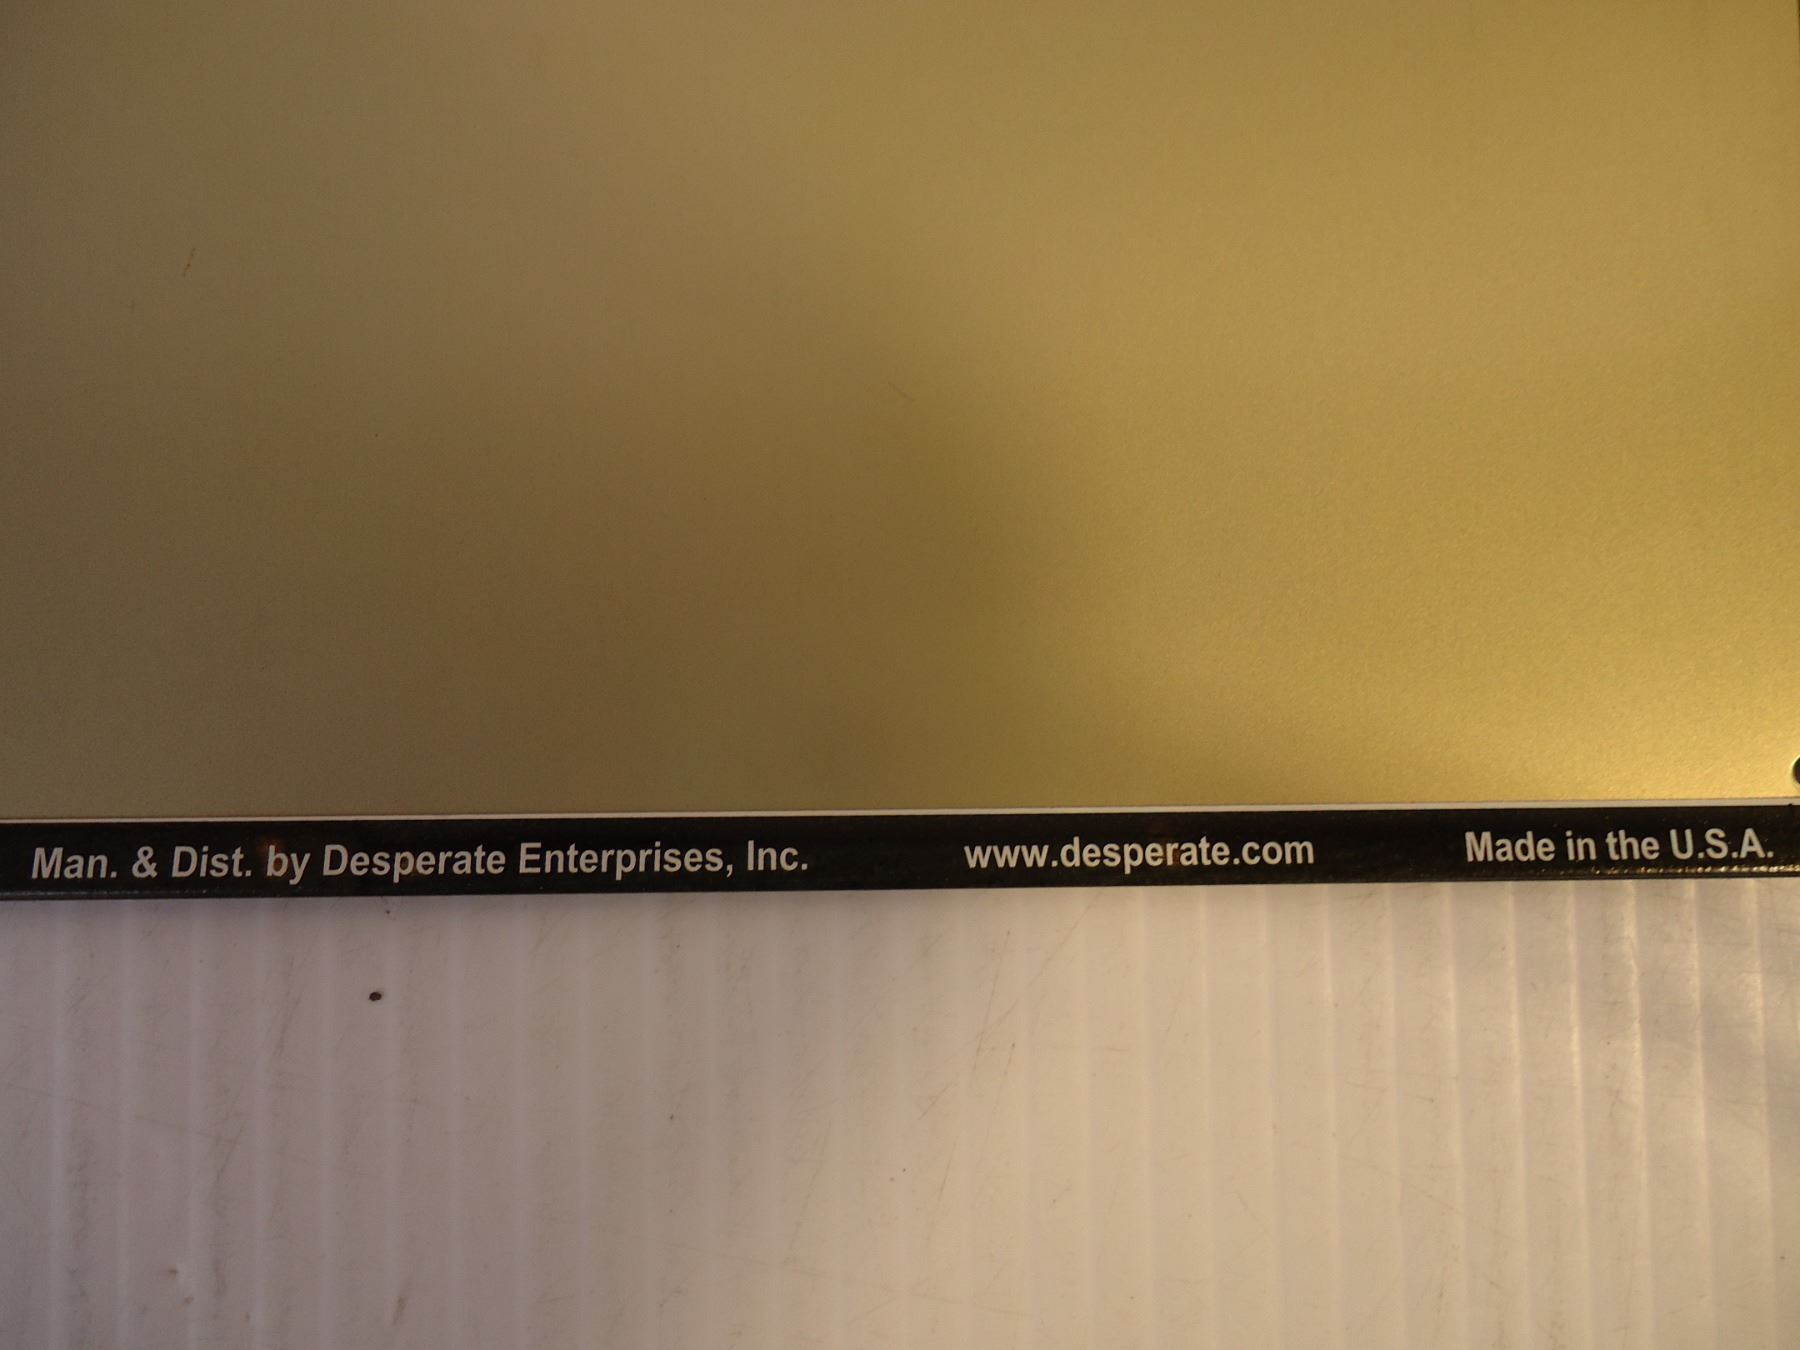 Man. & Dist. by Desperate Enterprises, Inc. www.desperate.com Made in the U.S.A.